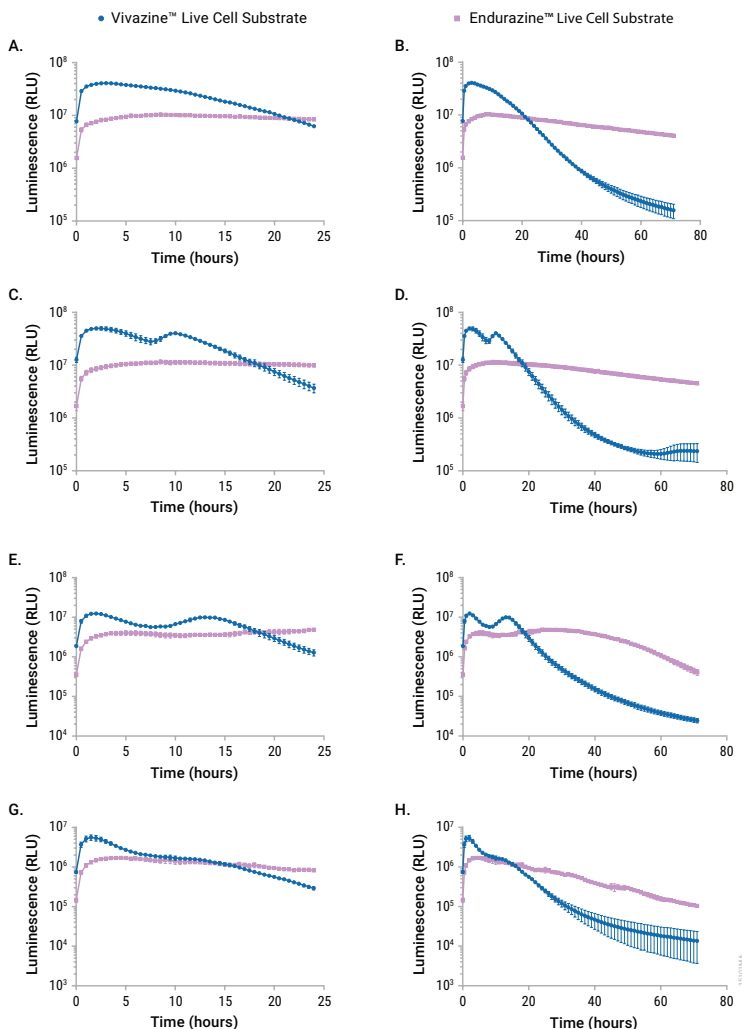 Vivazine™ Live Cell Substrate
Endurazine™ Live Cell Substrate
A.
Luminescence (RLU)
10⁸
10⁷
10⁶
10⁵
0 5 10 15 20 25
Time (hours)
B.
Luminescence (RLU)
10⁸
10⁷
10⁶
10⁵
0 20 40 60 80
Time (hours)
C.
Luminescence (RLU)
10⁸
10⁷
10⁶
10⁵
0 5 10 15 20 25
Time (hours)
D.
Luminescence (RLU)
10⁸
10⁷
10⁶
10⁵
0 20 40 60 80
Time (hours)
E.
Luminescence (RLU)
10⁸
10⁷
10⁶
10⁵
10⁴
0 5 10 15 20 25
Time (hours)
F.
Luminescence (RLU)
10⁸
10⁷
10⁶
10⁵
10⁴
0 20 40 60 80
Time (hours)
G.
Luminescence (RLU)
10⁷
10⁶
10⁵
10⁴
10³
0 5 10 15 20 25
Time (hours)
H.
Luminescence (RLU)
10⁷
10⁶
10⁵
10⁴
10³
0 20 40 60 80
Time (hours)